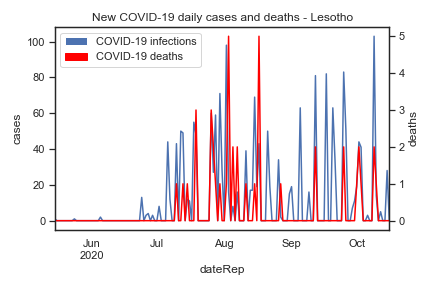 New COVID-19 daily cases and deaths - Lesotho
COVID-19 infections
COVID-19 deaths
100
80
60
40
20
0
cases
5
4
3
2
1
0
deaths
Jun Jul Aug Sep Oct
2020
dateRep